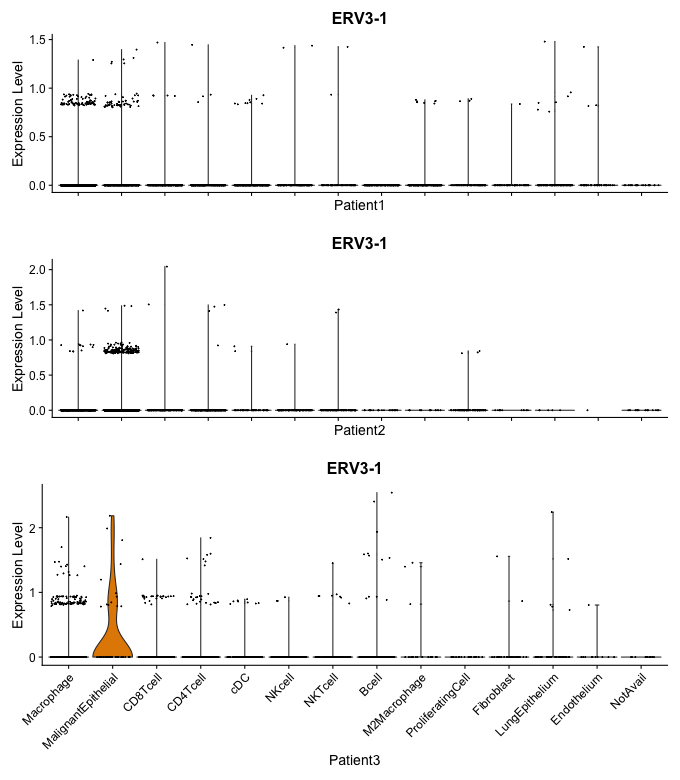 ERV3-1
Expression Level
1.5
1.0
0.5
0.0
Patient1
ERV3-1
Expression Level
2.0
1.5
1.0
0.5
0.0
Patient2
ERV3-1
Expression Level
2
1
0
Macrophage
MalignantEpithelial
CD8Tcell
CD4Tcell
cDC
NKcell
NKTcell
Bcell
M2Macrophage
ProliferatingCell
Fibroblast
LungEpithelium
Endothelium
NotAvail
Patient3